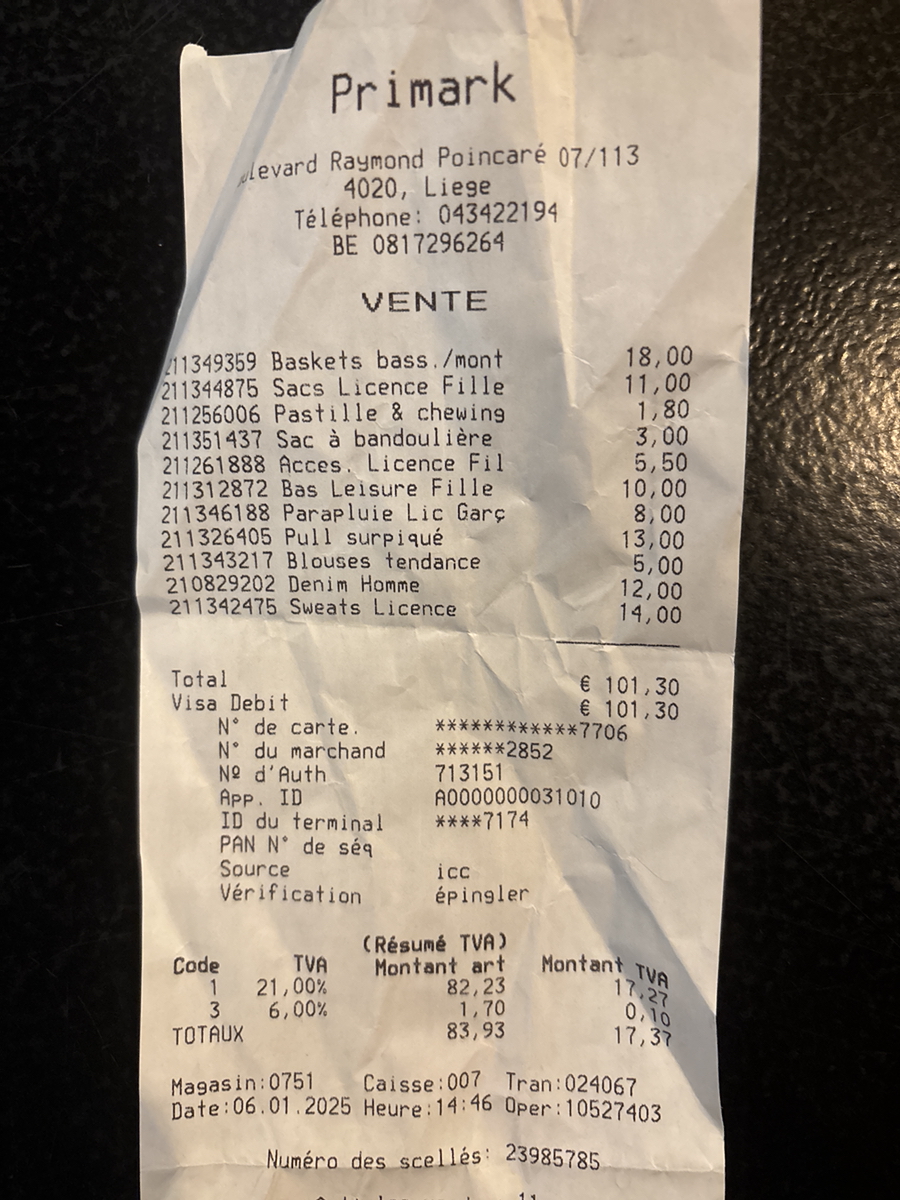 Primark
levard Raymond Poincaré 07/113
4020, Liege
Téléphone: 043422194
BE 0817296264
VENTE
211349359 Baskets bass./mont 18,00
211344875 Sacs Licence Fille 11,00
211256006 Pastille & chewing 1,80
211351437 Sac à bandoulière 3,00
211261888 Acces. Licence Fil 5,50
211312872 Bas Leisure Fille 10,00
211346188 Parapluie Lic Garç 8,00
211326405 Pull surpiqué 13,00
211343217 Blouses tendance 5,00
210829202 Denim Homme 12,00
211342475 Sweats Licence 14,00
Total € 101,30
Visa Debit € 101,30
N° de carte. ************7706
N° du marchand ******2852
Nº d'Auth 713151
App. ID A0000000031010
ID du terminal ****7174
PAN N° de séq
Source icc
Vérification épingler
(Résumé TVA)
Code TVA Montant art Montant TVA
1 21,00% 82,23 17,27
3 6,00% 1,70 0,10
TOTAUX 83,93 17,37
Magasin:0751 Caisse:007 Tran:024067
Date:06.01.2025 Heure:14:46 Oper:10527403
Numéro des scellés: 23985785